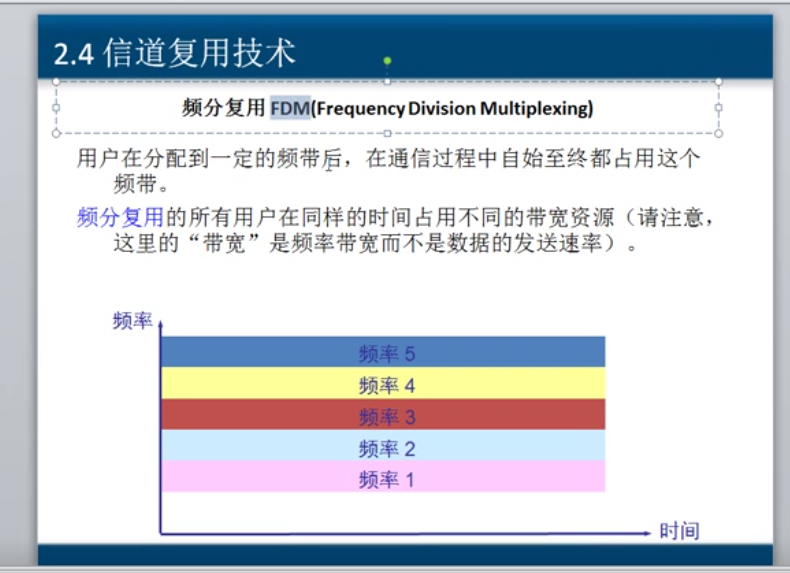 2.4 信道复用技术
频分复用 FDM(Frequency Division Multiplexing)
用户在分配到一定的频带后，在通信过程中自始至终都占用这个
频带。
频分复用的所有用户在同样的时间占用不同的带宽资源（请注意，
这里的“带宽”是频率带宽而不是数据的发送速率）。
频率
频率 5
频率 4
频率 3
频率 2
频率 1
时间